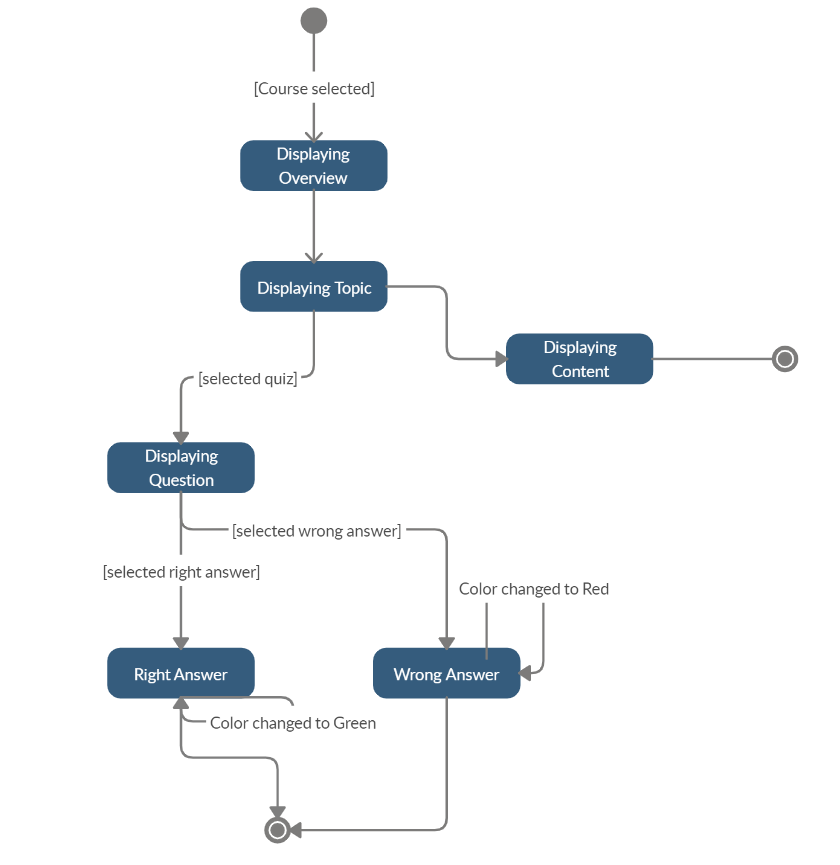 [Course selected]
Displaying
Overview
Displaying Topic
Displaying
Content
[selected quiz]
Displaying
Question
[selected wrong answer]
[selected right answer]
Color changed to Red
Right Answer
Wrong Answer
Color changed to Green